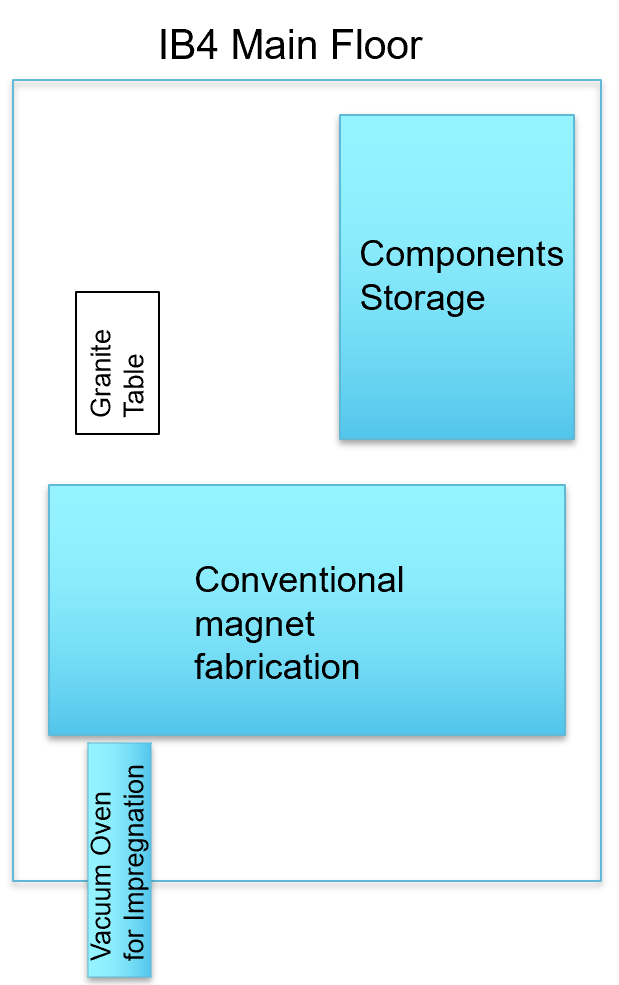 IB4 Main Floor
Components
Storage
Granite
Table
Conventional
magnet
fabrication
Vacuum Oven
for Impregnation